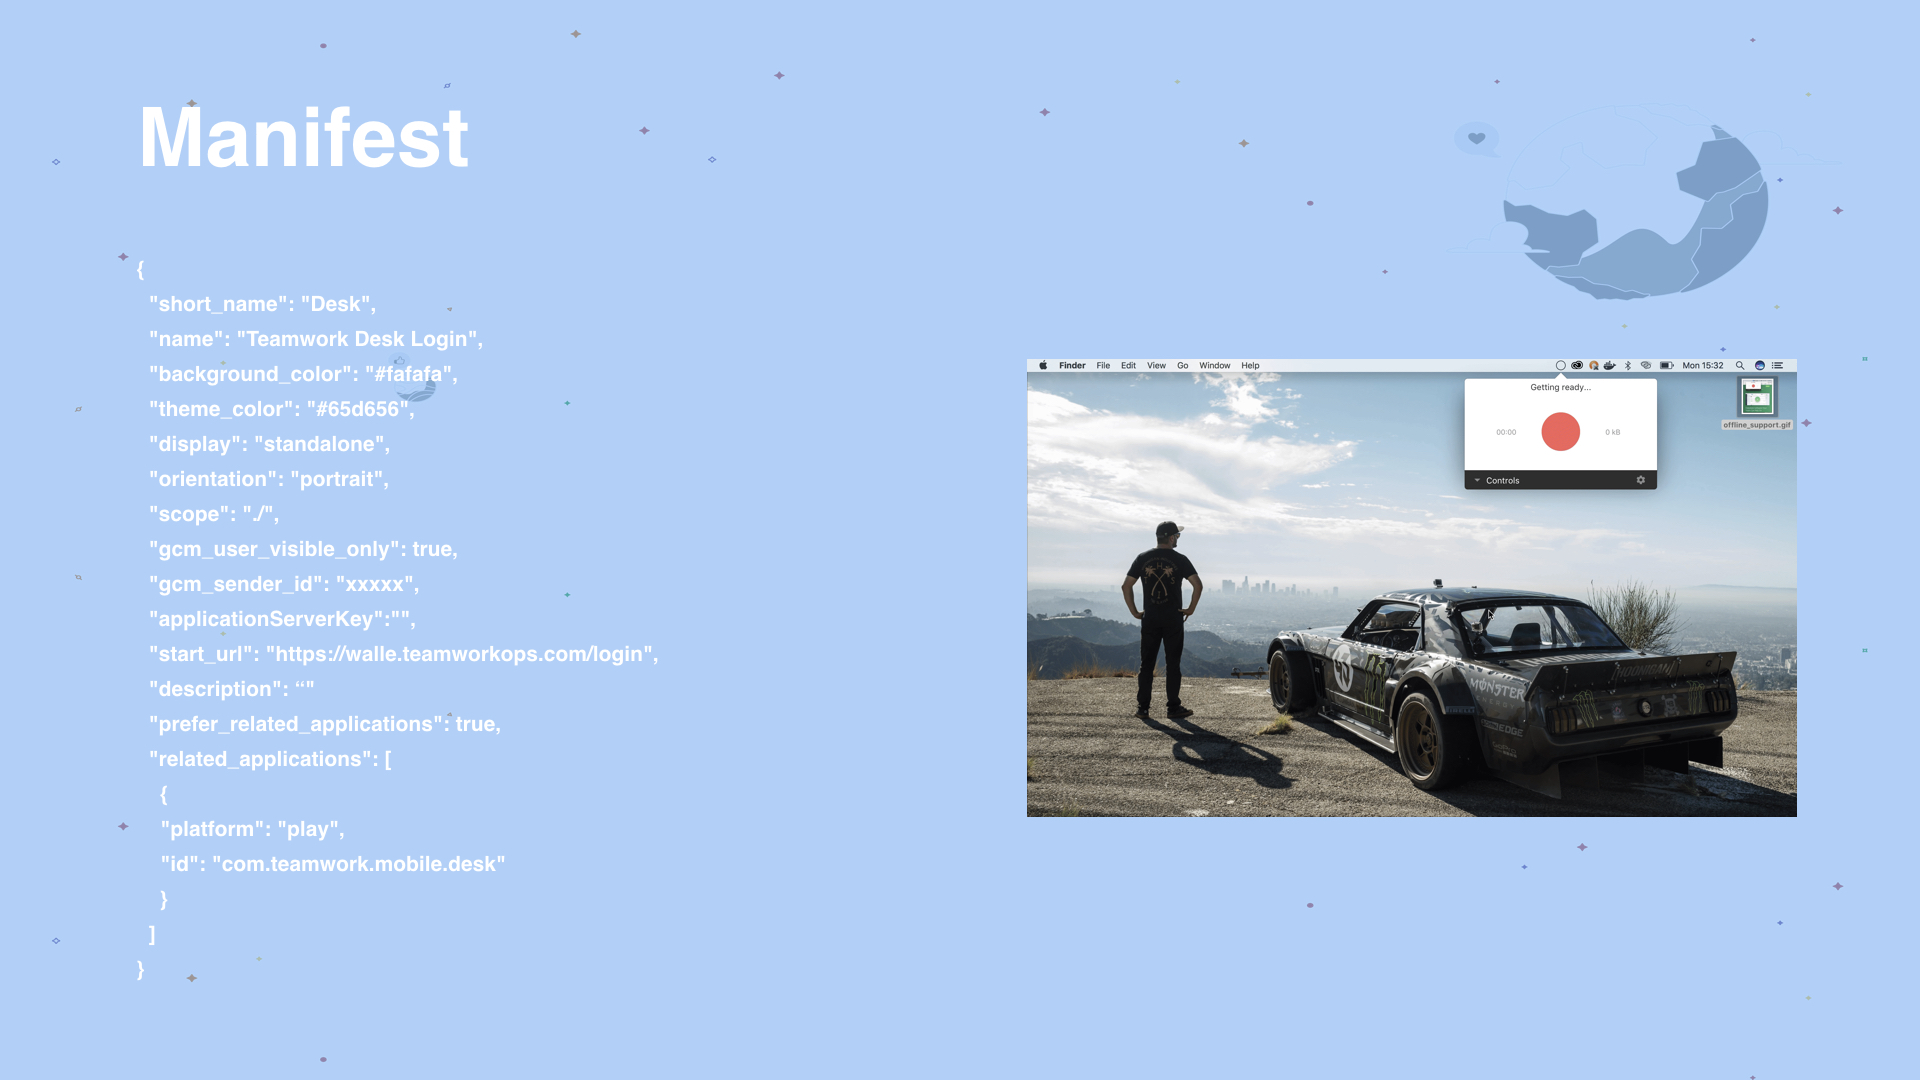 Manifest
{
"short_name": "Desk",
"name": "Teamwork Desk Login",
"background_color": "#fafafa",
"theme_color": "#65d656",
"display": "standalone",
"orientation": "portrait",
"scope": "./",
"gcm_user_visible_only": true,
"gcm_sender_id": "xxxxx",
"applicationServerKey":"",
"start_url": "https://walle.teamworkops.com/login",
"description": “"
"prefer_related_applications": true,
"related_applications": [
{
"platform": "play",
"id": "com.teamwork.mobile.desk"
}
]
}
Finder File Edit View Go Window Help Mon 15:32
Getting ready...
00:00 0 kB
Controls
offline_support.gif
MONSTER
ENERGY
EDGE